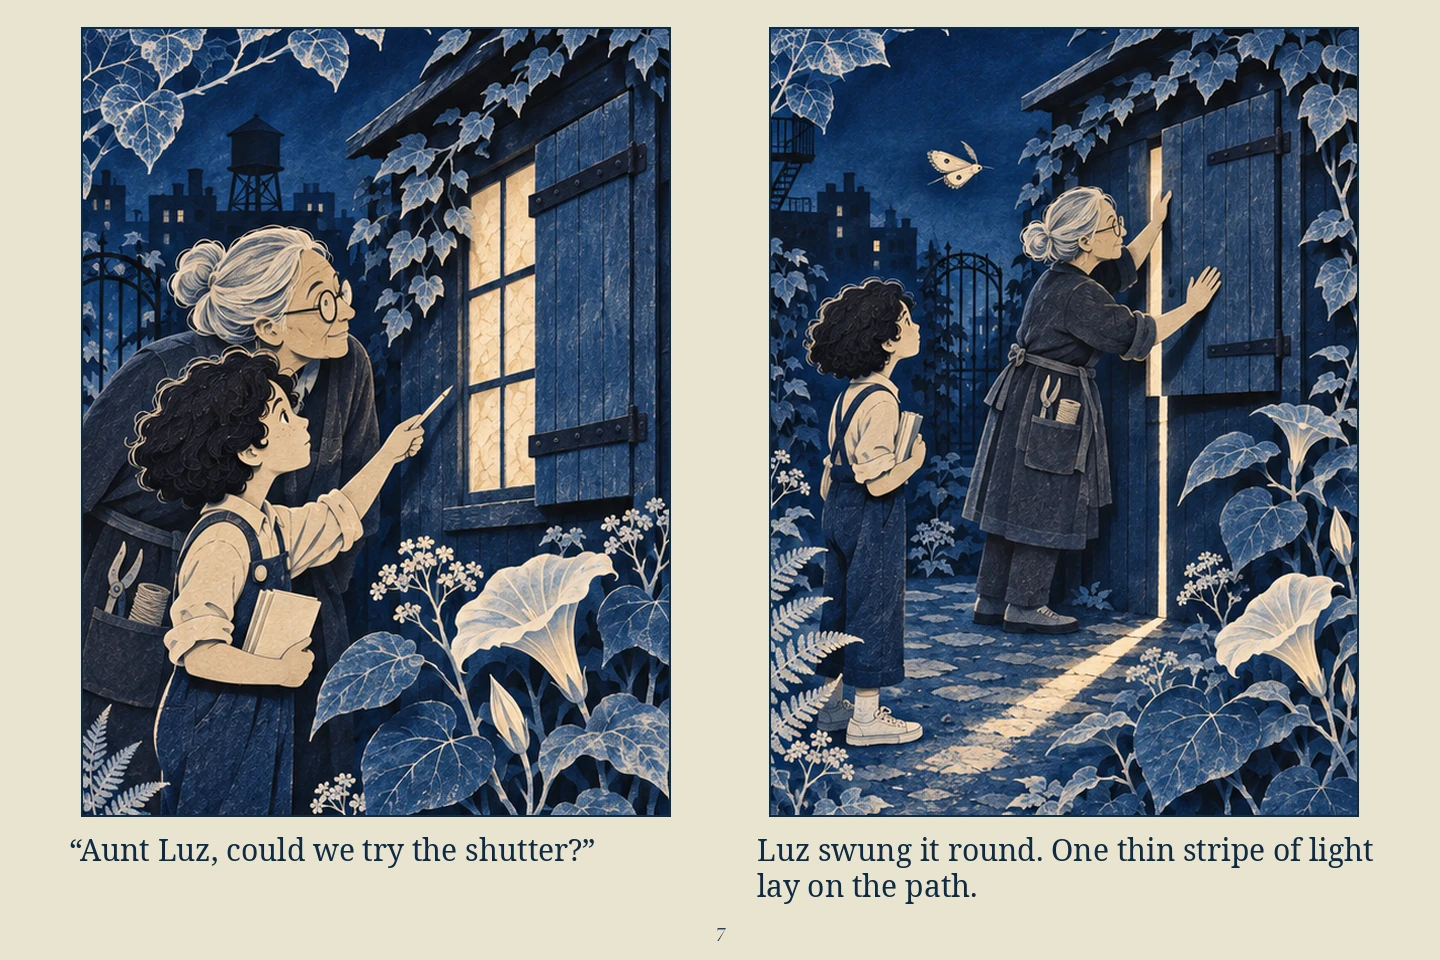 “Aunt Luz, could we try the shutter?”
Luz swung it round. One thin stripe of light
lay on the path.
7